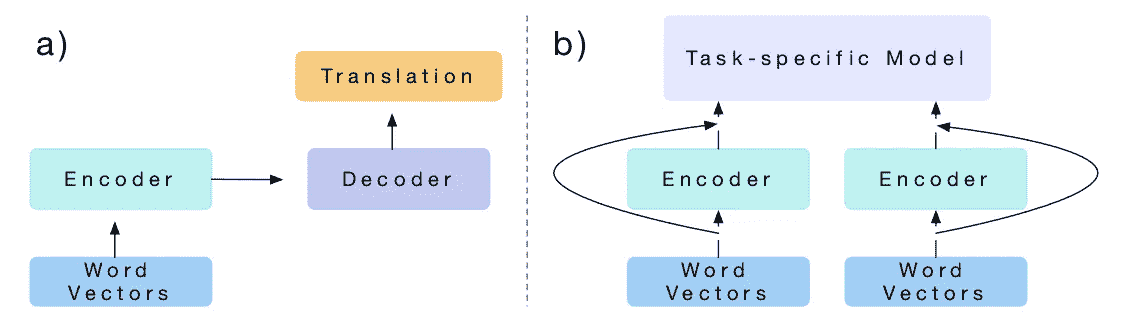 a)
Translation
Encoder
Decoder
Word
Vectors
b)
Task-specific Model
Encoder
Encoder
Word
Vectors
Word
Vectors